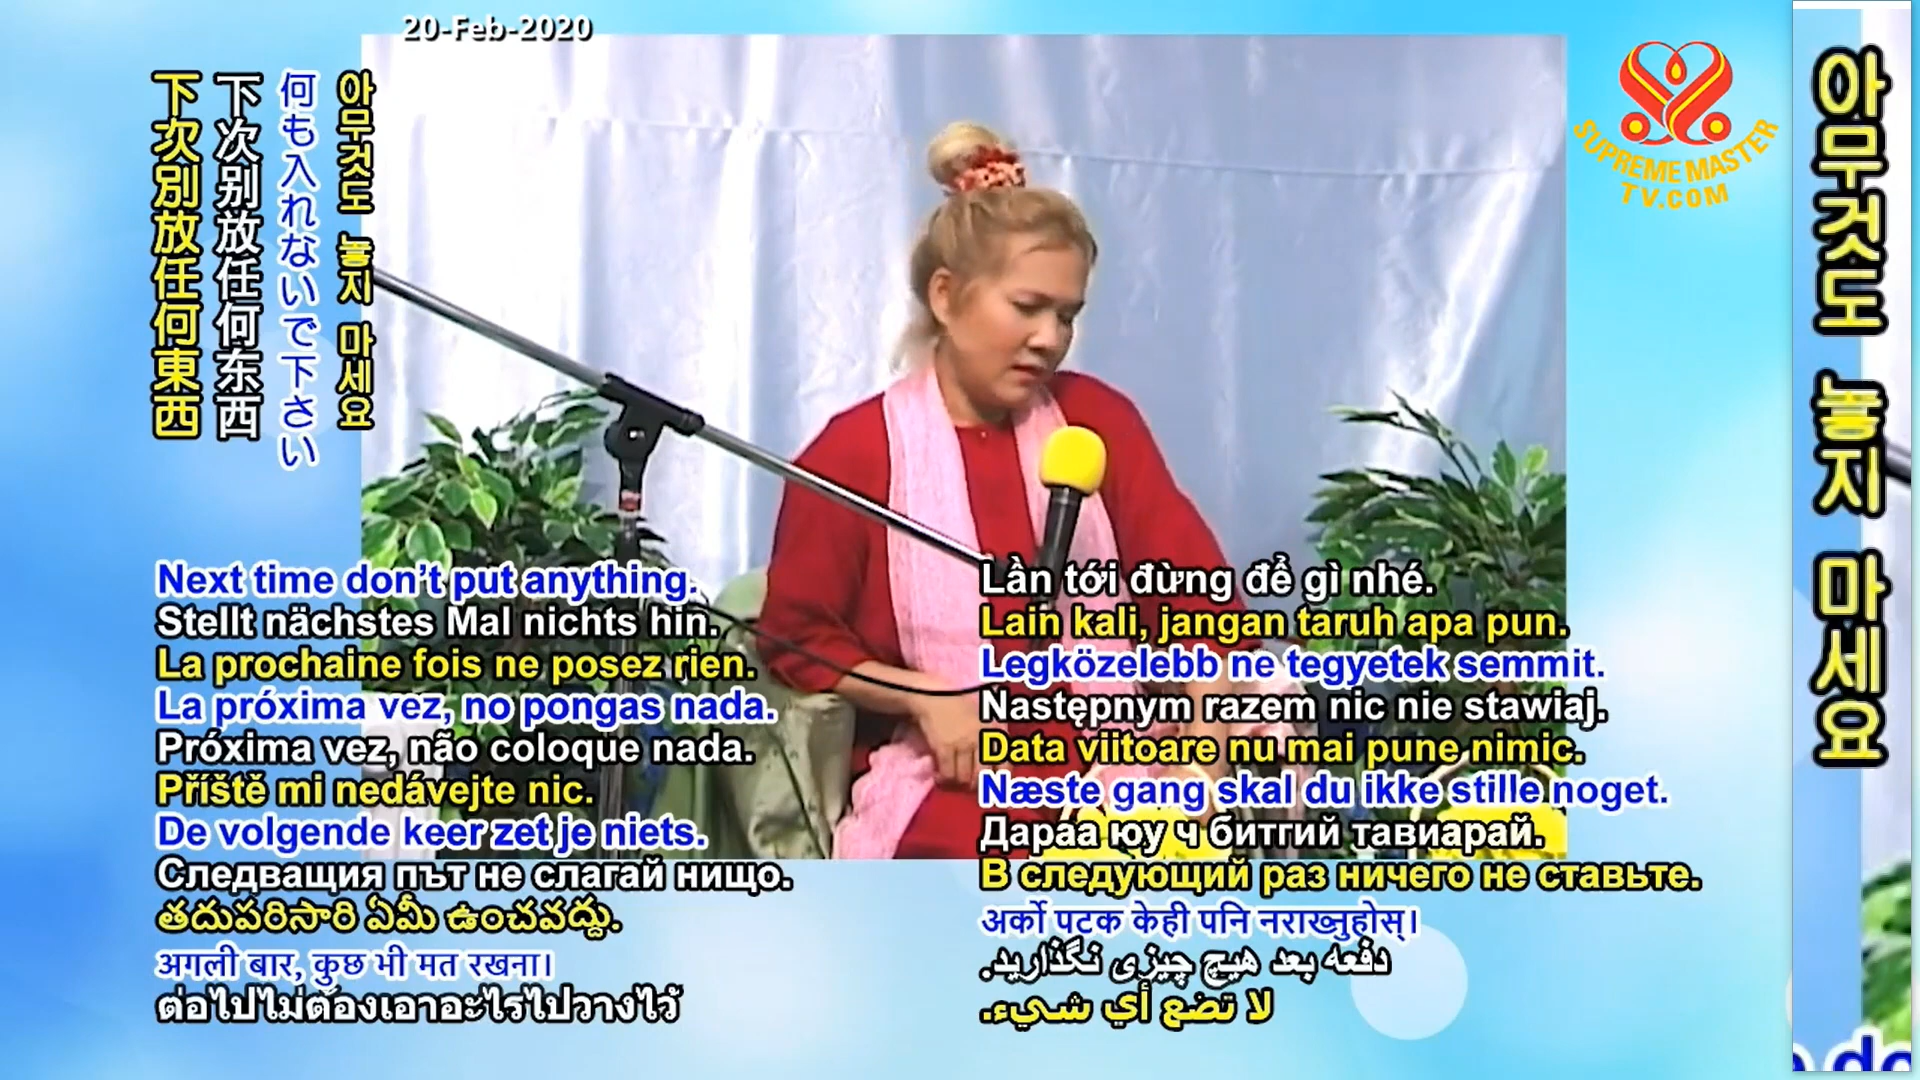 20-Feb-2020
아무것도 놓지 마세요
何も入れないで下さい
下次别放任何东西
下次別放任何東西
SUPREME MASTER
TV.COM
Next time don’t put anything.
Stellt nächstes Mal nichts hin.
La prochaine fois ne posez rien.
La próxima vez, no pongas nada.
Próxima vez, não coloque nada.
Příště mi nedávejte nic.
De volgende keer zet je niets.
Следващия път не слагай нищо.
తదుపరిసారి ఏమీ ఉంచవద్దు.
अगली बार, कुछ भी मत रखना।
ต่อไปไม่ต้องเอาอะไรไปวางไว้
Lần tới đừng để gì nhé.
Lain kali, jangan taruh apa pun.
Legközelebb ne tegyetek semmit.
Następnym razem nic nie stawiaj.
Data viitoare nu mai pune nimic.
Næste gang skal du ikke stille noget.
Дараа юу ч битгий тавиарай.
В следующий раз ничего не ставьте.
अर्को पटक केही पनि नराख्नुहोस्।
دفعه بعد هیچ چیزی نگذارید.
لا تضع أي شيء.
아무것도 놓지 마세요
do